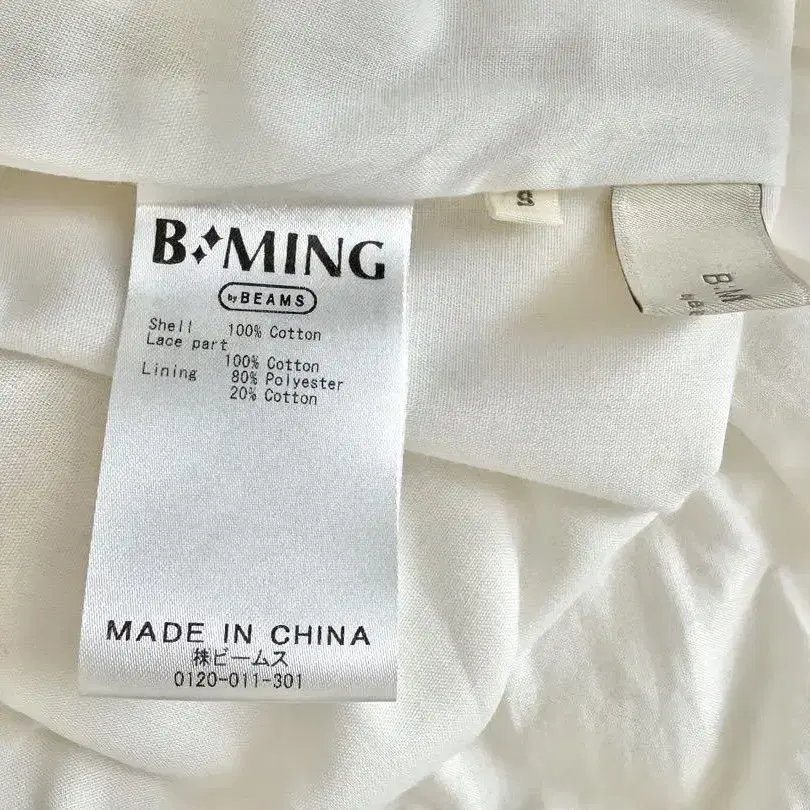 B:MING
by BEAMS
Shell 100% Cotton
Lace part
100% Cotton
Lining 80% Polyester
20% Cotton
MADE IN CHINA
㈱ビームス
0120-011-301
S